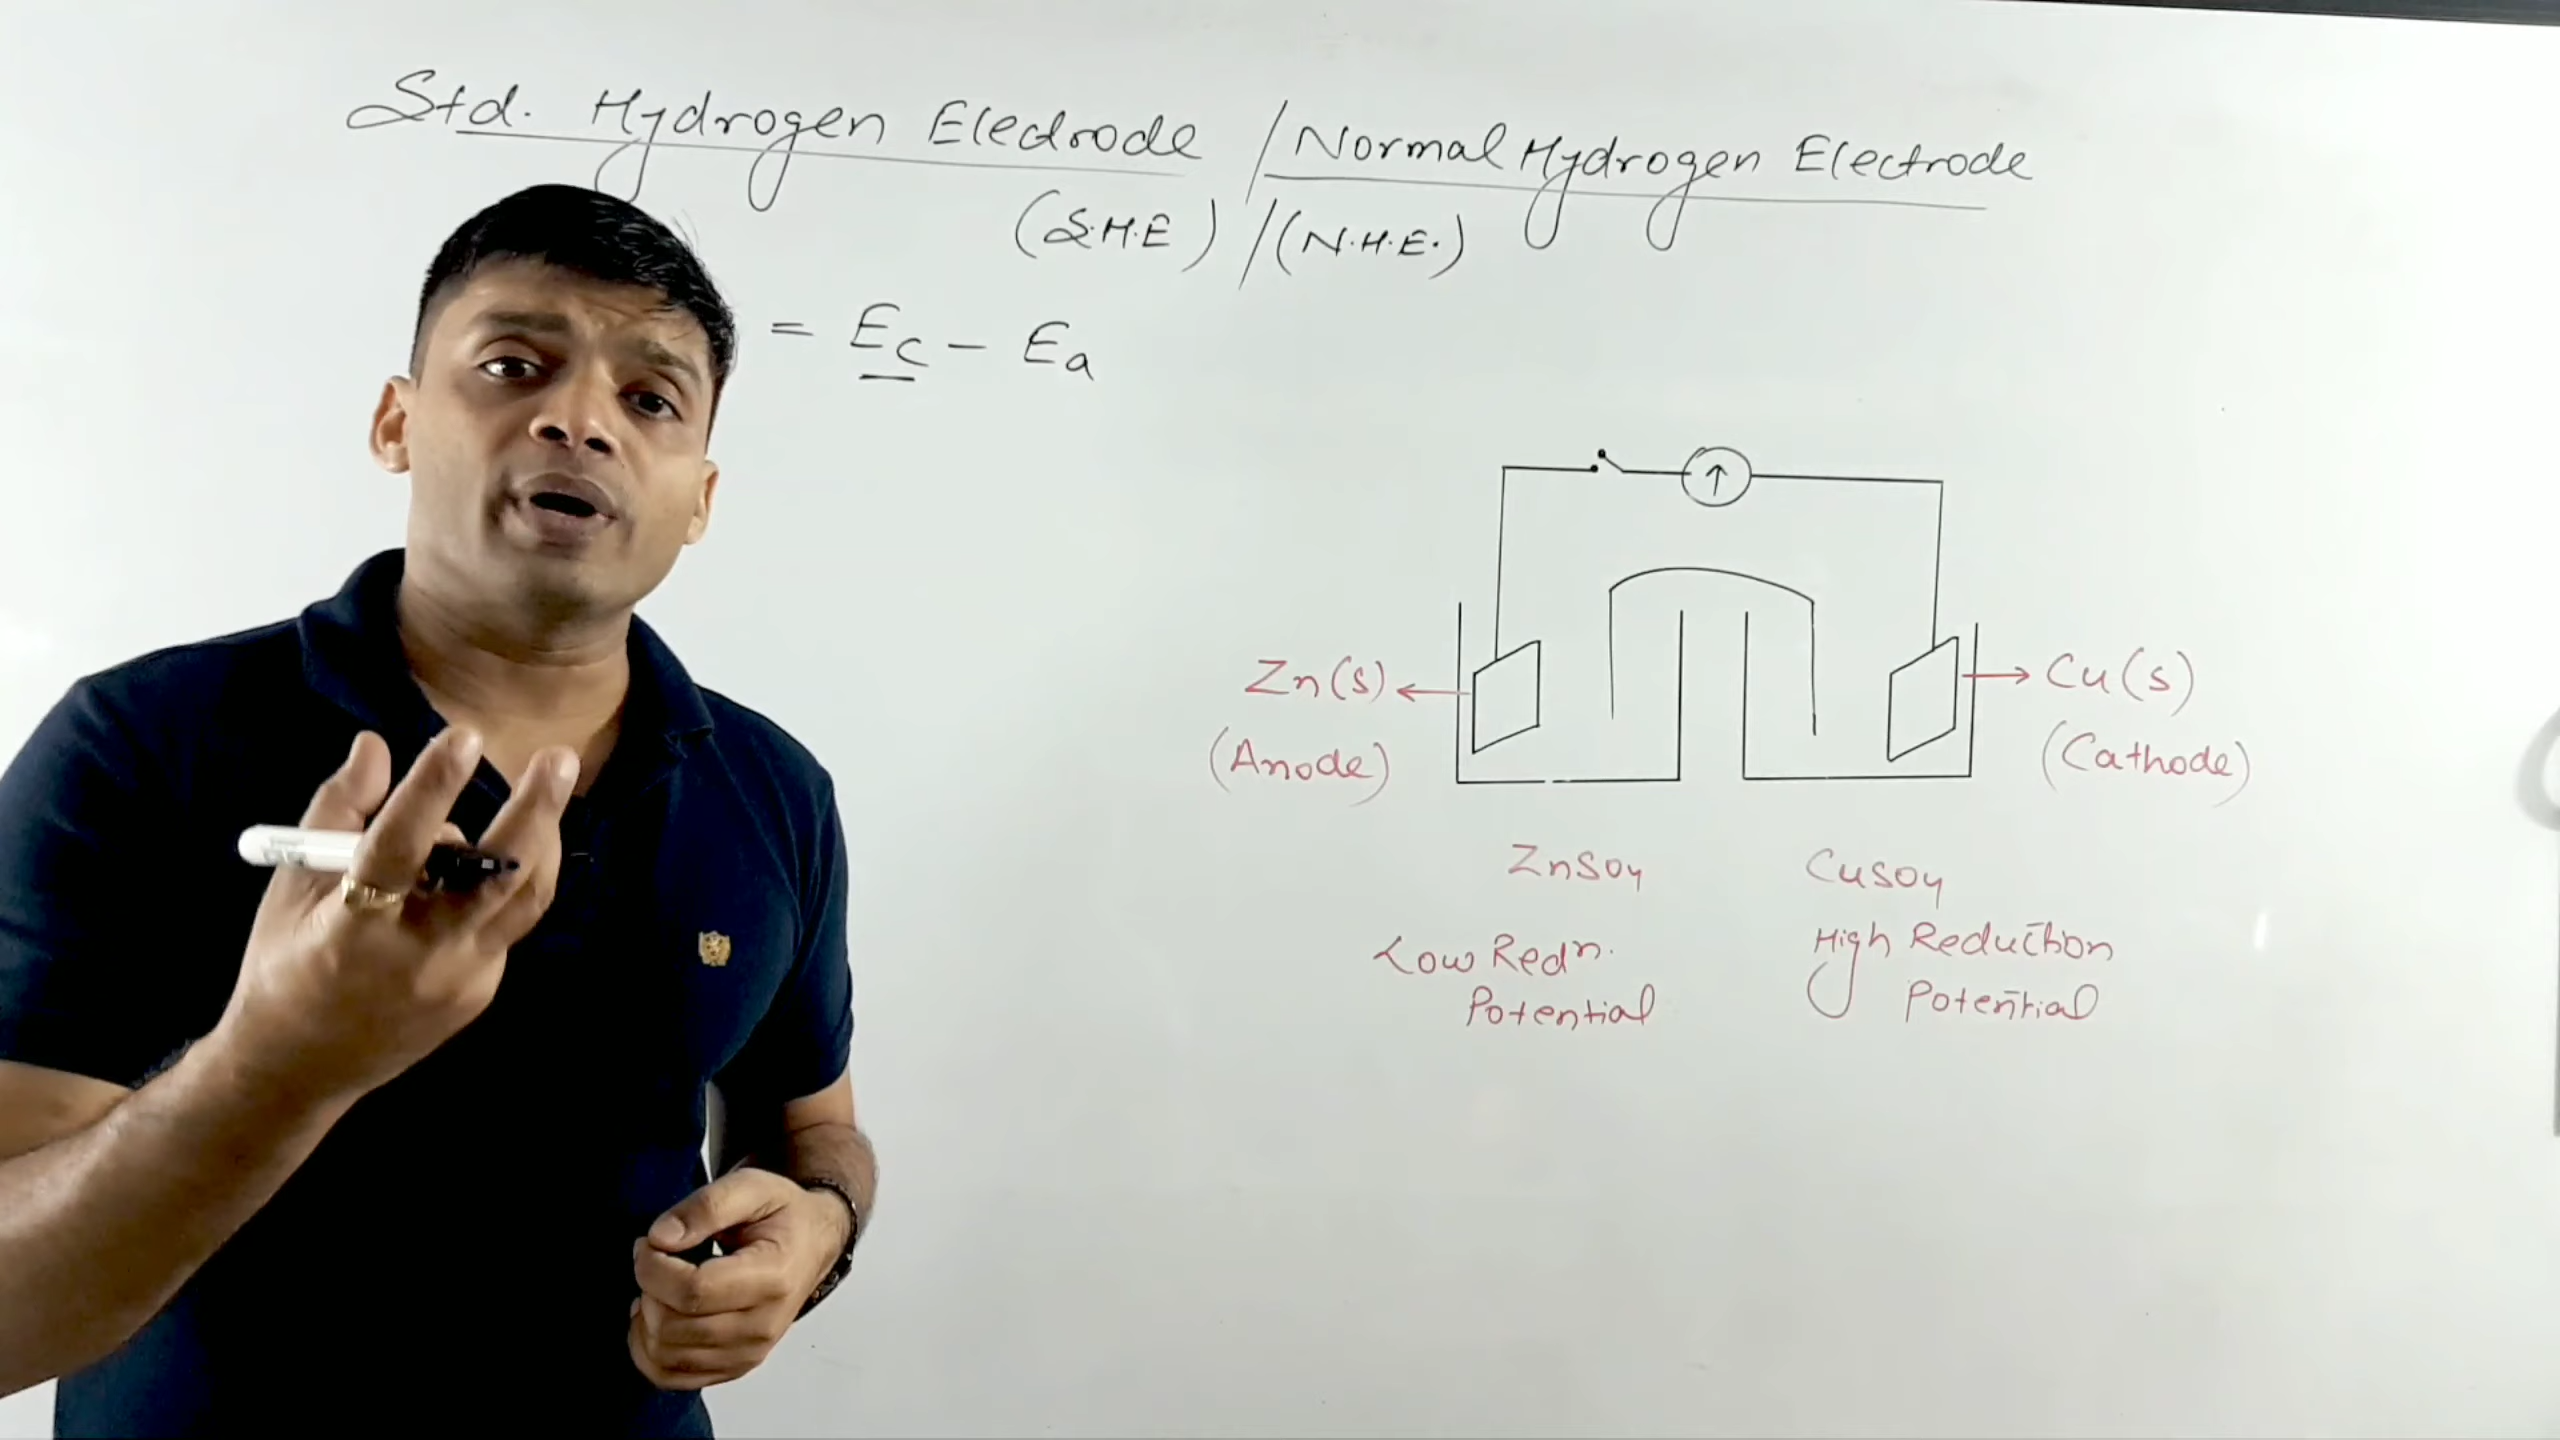 Std. Hydrogen Electrode / Normal Hydrogen Electrode
(S.H.E) / (N.H.E.)
= Ec - Ea
Zn(s)
(Anode)
Cu(s)
(Cathode)
ZnSO4
CuSO4
Low Redn.
Potential
High Reduction
Potential